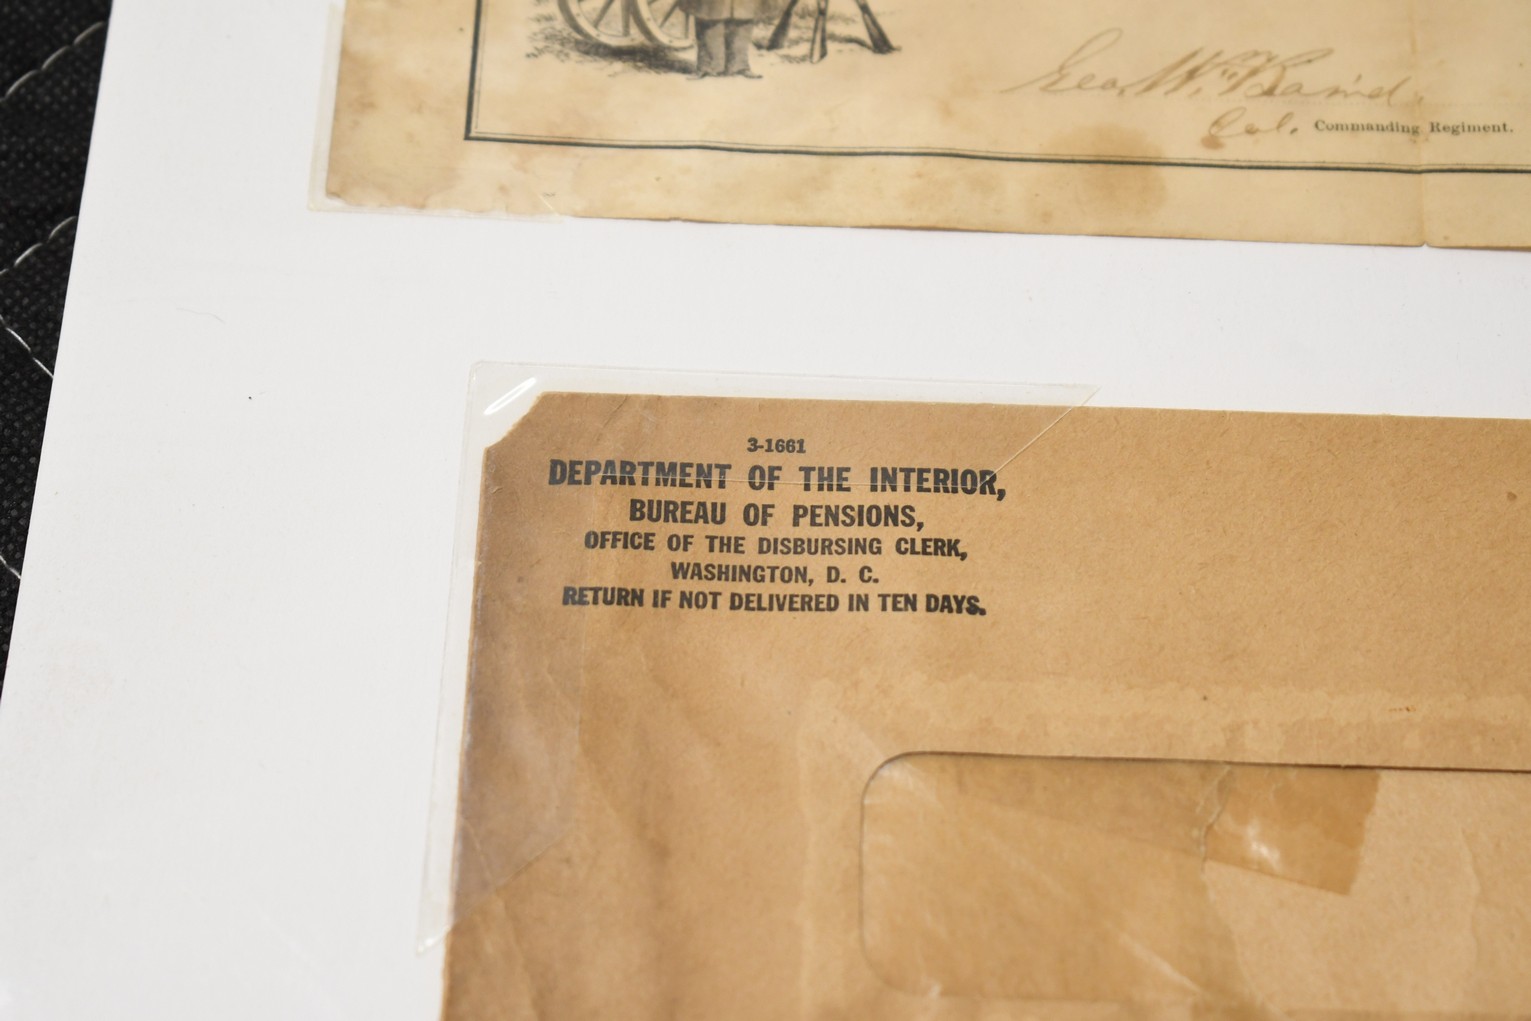 Geo. W. Baird.
Col. Commanding Regiment.
3-1661
DEPARTMENT OF THE INTERIOR,
BUREAU OF PENSIONS,
OFFICE OF THE DISBURSING CLERK,
WASHINGTON, D. C.
RETURN IF NOT DELIVERED IN TEN DAYS.